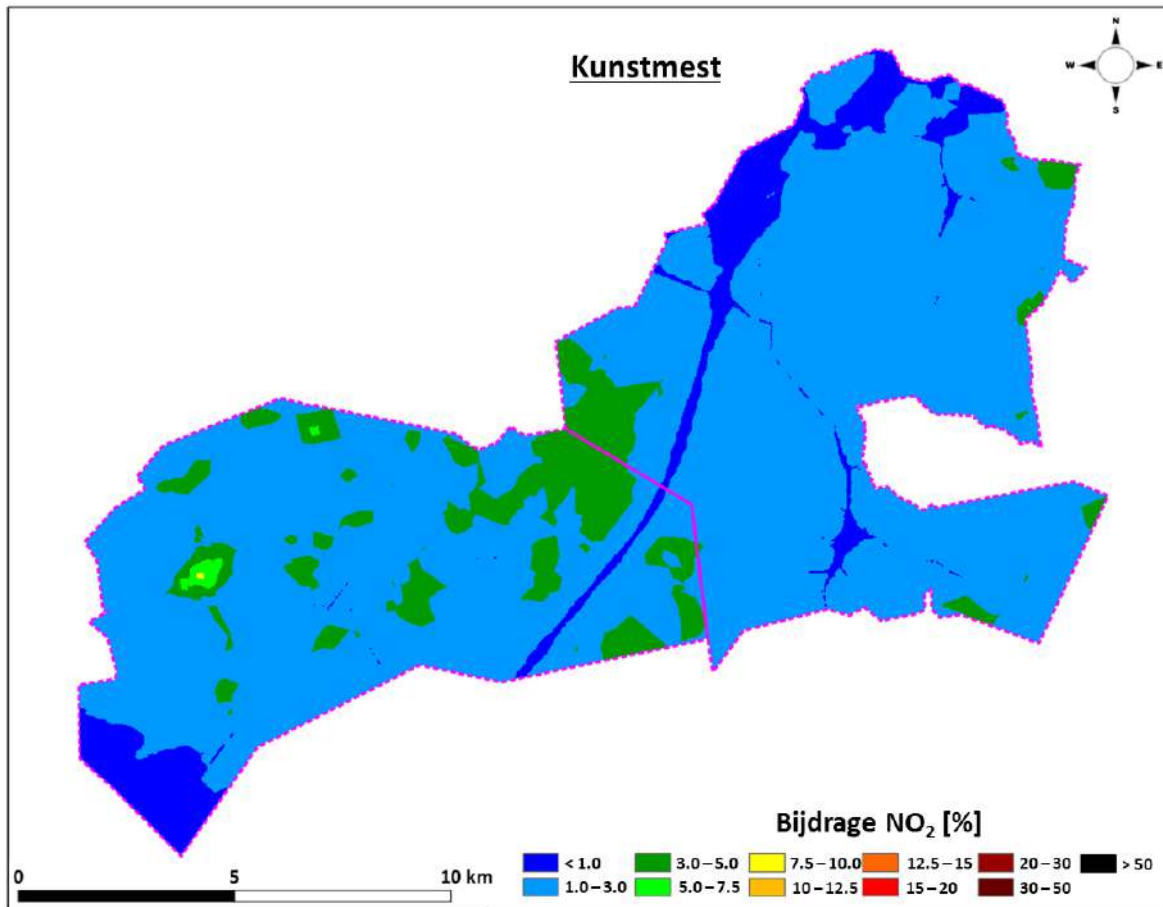 Kunstmest
N
W E
S
Bijdrage NO₂ [%]
0 5 10 km
< 1.0 3.0 – 5.0 7.5 – 10.0 12.5 – 15 20 – 30 > 50
1.0 – 3.0 5.0 – 7.5 10 – 12.5 15 – 20 30 – 50